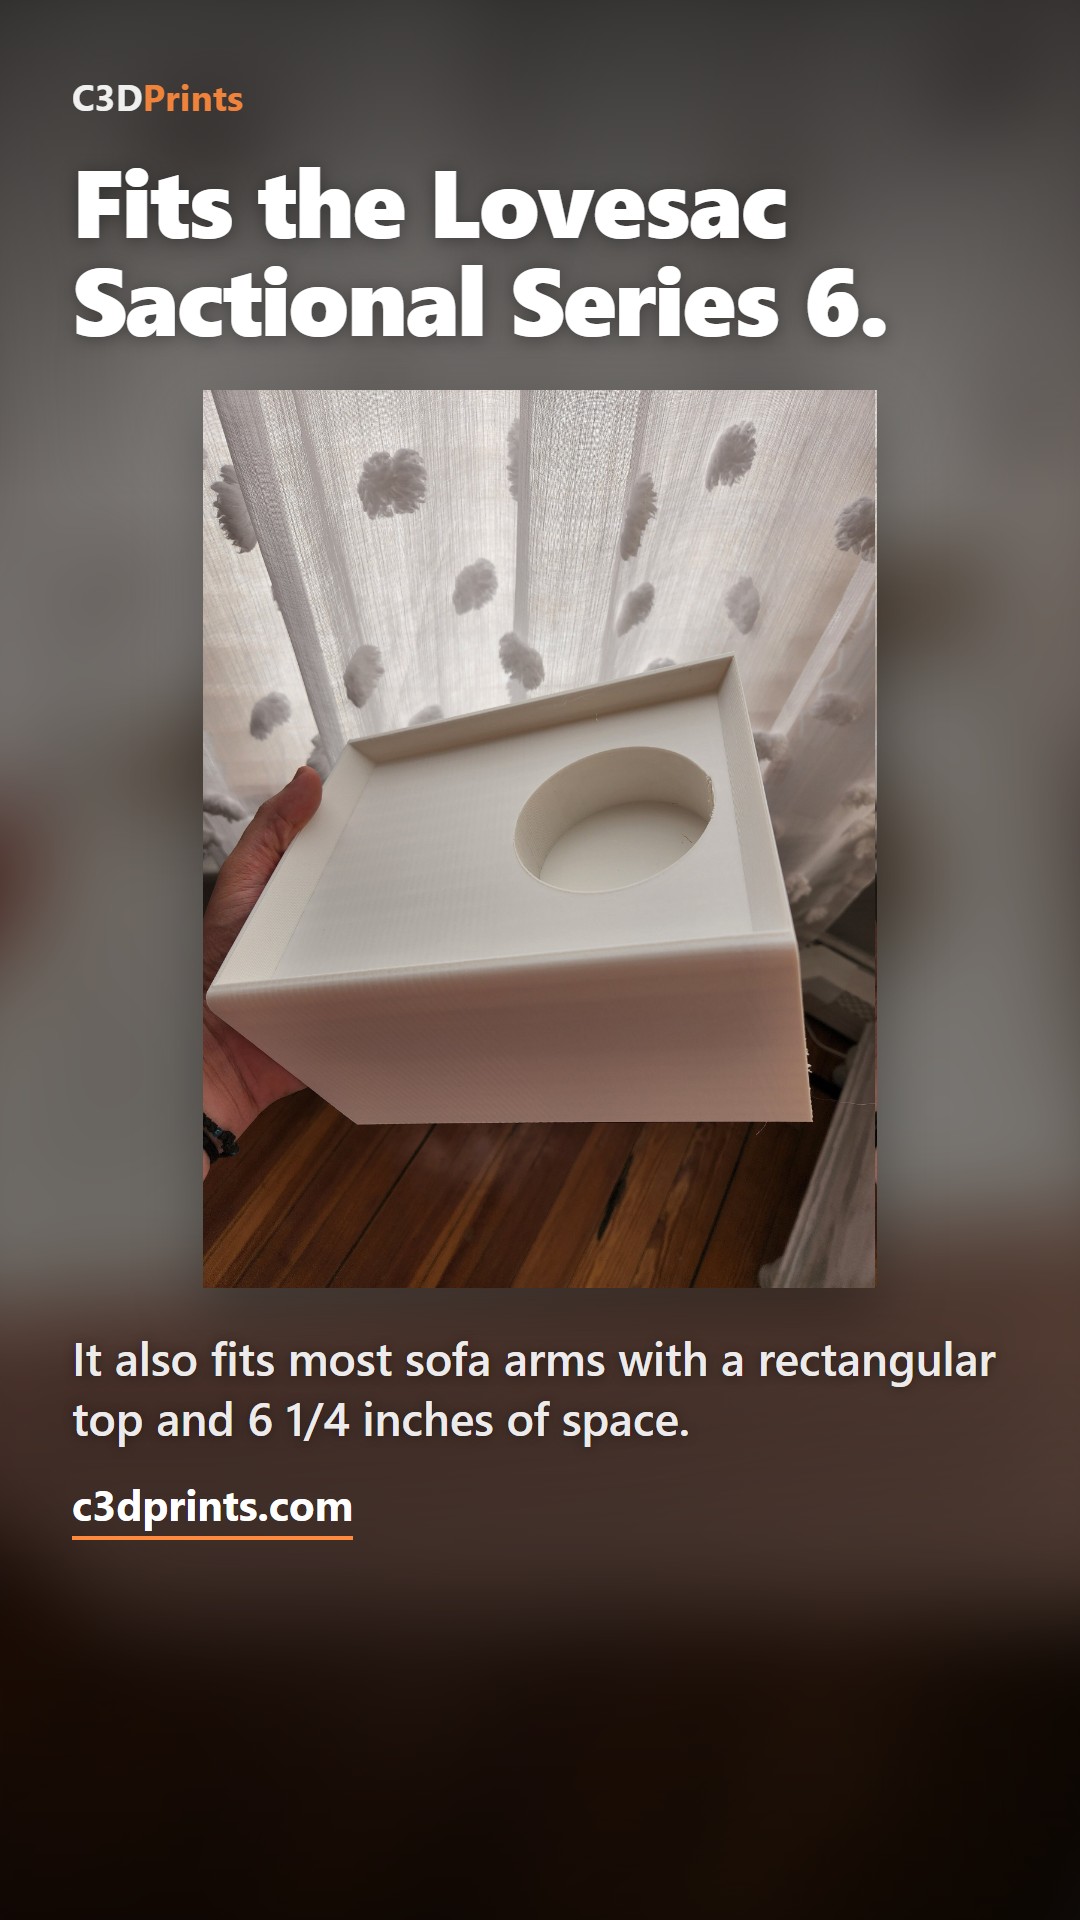 C3DPrints
Fits the Lovesac
Sactional Series 6.
It also fits most sofa arms with a rectangular
top and 6 1/4 inches of space.
c3dprints.com